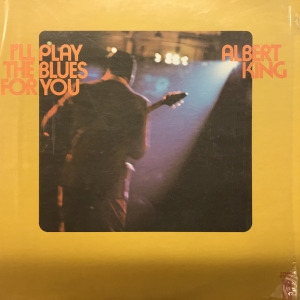 I'LL PLAY
THE BLUES
FOR YOU
ALBERT
KING